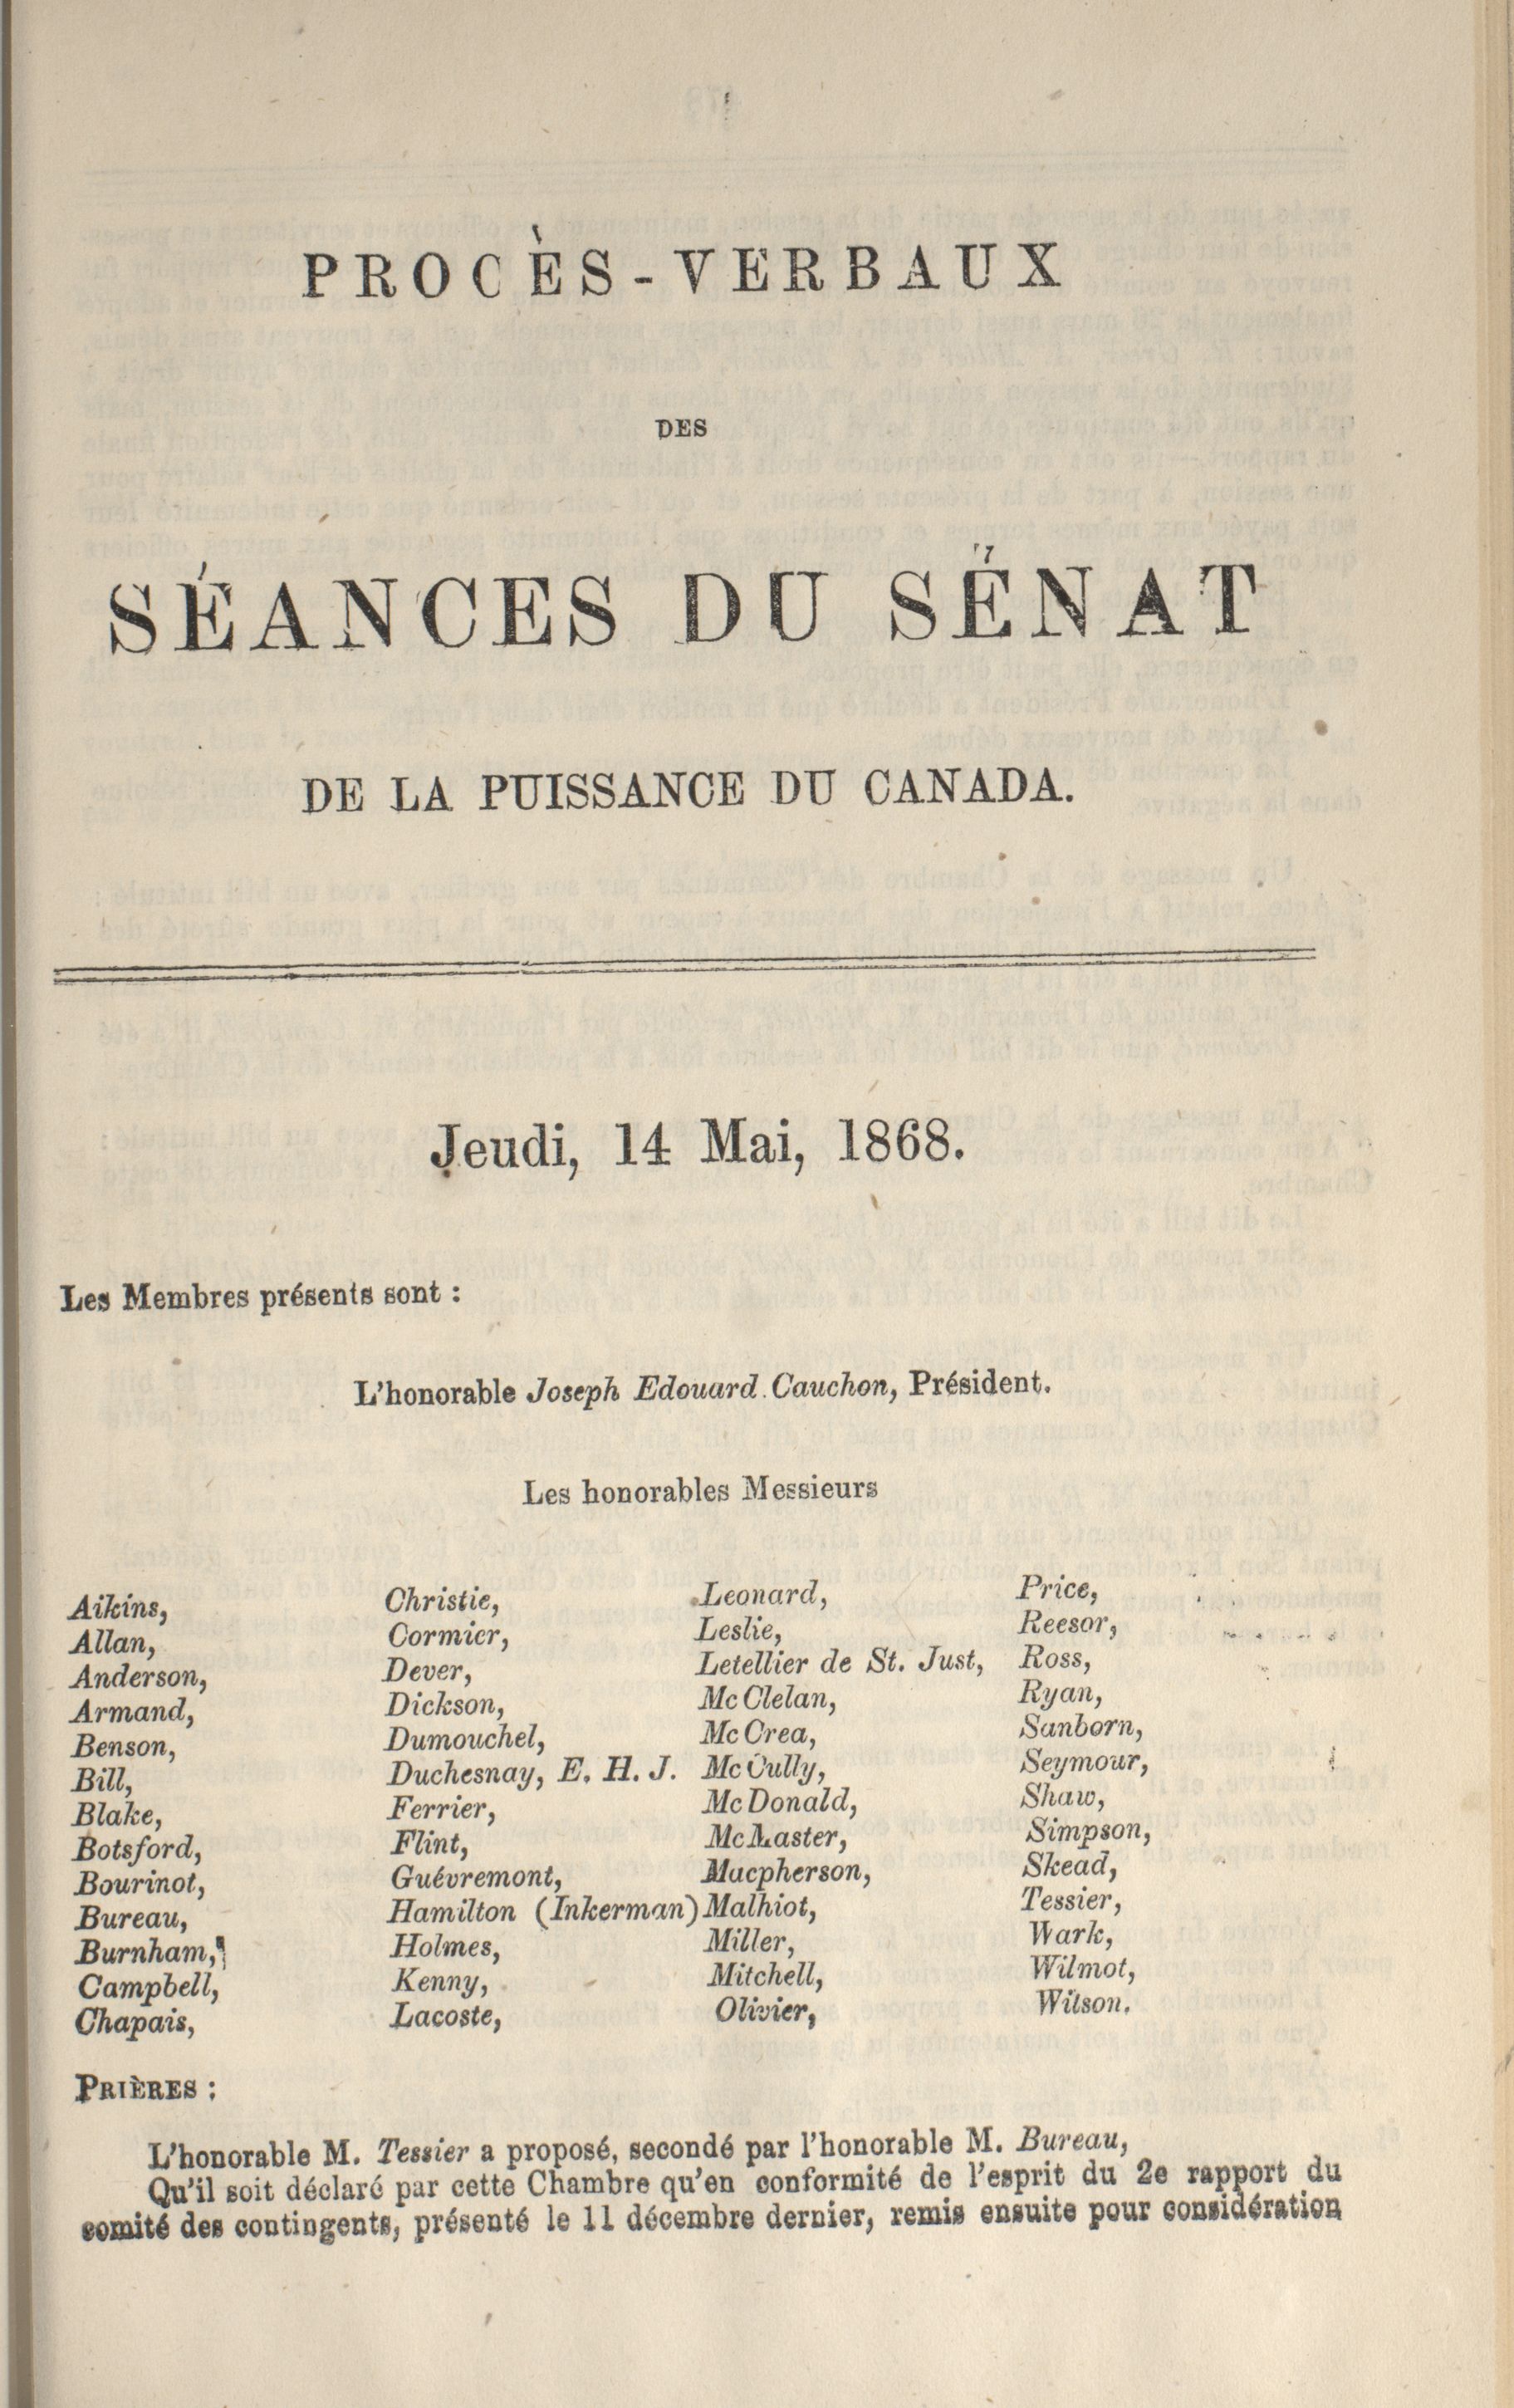 PROCÈS-VERBAUX
DES
SÉANCES DU SÉNAT
DE LA PUISSANCE DU CANADA.
Jeudi, 14 Mai, 1868.
Les Membres présents sont :
L'honorable Joseph Edouard Cauchon, Président.
Les honorables Messieurs
Aikins,
Allan,
Anderson,
Armand,
Benson,
Bill,
Blake,
Botsford,
Bourinot,
Bureau,
Burnham,
Campbell,
Chapais,
Christie,
Cormier,
Dever,
Dickson,
Dumouchel,
Duchesnay, E. H. J.
Ferrier,
Flint,
Guévremont,
Hamilton (Inkerman)
Holmes,
Kenny,
Lacoste,
Leonard,
Leslie,
Letellier de St. Just,
McClelan,
McCrea,
McCully,
McDonald,
McMaster,
Macpherson,
Malhiot,
Miller,
Mitchell,
Olivier,
Price,
Reesor,
Ross,
Ryan,
Sanborn,
Seymour,
Shaw,
Simpson,
Skead,
Tessier,
Wark,
Wilmot,
Wilson.
PRIÈRES :
L'honorable M. Tessier a proposé, secondé par l'honorable M. Bureau,
Qu'il soit déclaré par cette Chambre qu'en conformité de l'esprit du 2e rapport du
comité des contingents, présenté le 11 décembre dernier, remis ensuite pour considération